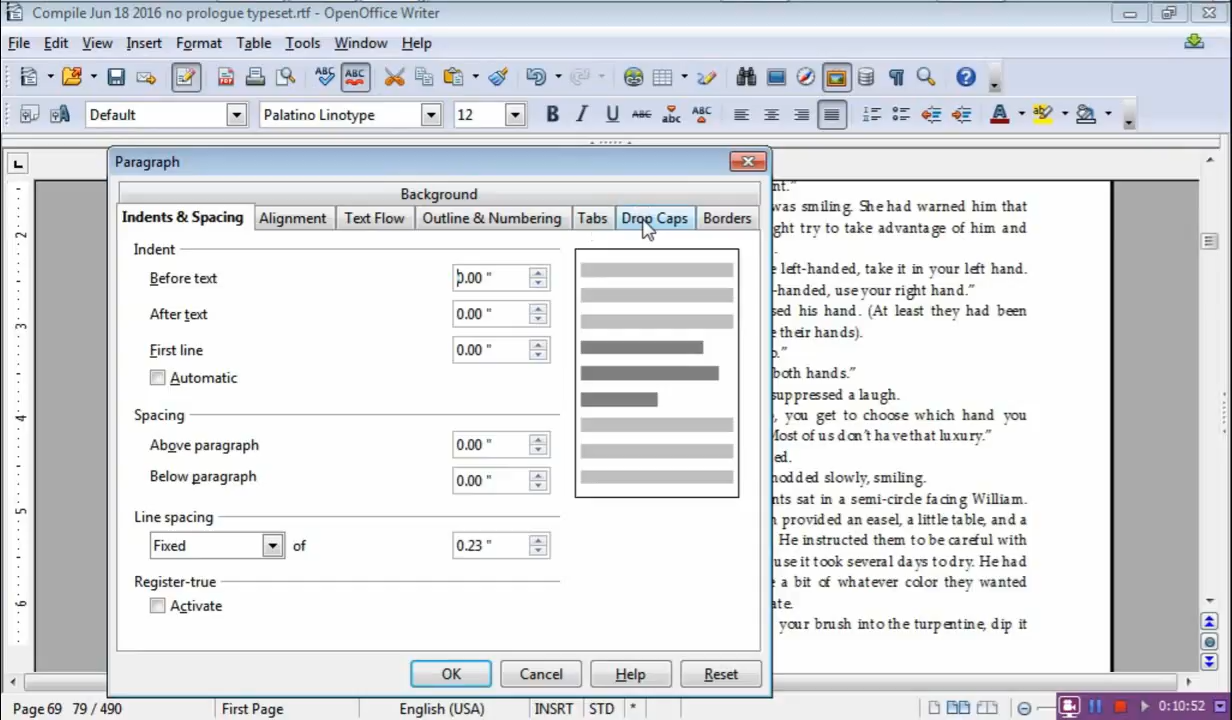 Compile Jun 18 2016 no prologue typeset.rtf - OpenOffice Writer
File Edit View Insert Format Table Tools Window Help
Default Palatino Linotype 12 B I U ABC abc ABC A
Paragraph
Background
Indents & Spacing Alignment Text Flow Outline & Numbering Tabs Drop Caps Borders
Indent
Before text 0.00 "
After text 0.00 "
First line 0.00 "
Automatic
Spacing
Above paragraph 0.00 "
Below paragraph 0.00 "
Line spacing
Fixed of 0.23 "
Register-true
Activate
OK Cancel Help Reset
was smiling. She had warned him that
try to take advantage of him and
left-handed, take it in your left hand.
-handed, use your right hand.”
his hand. (At least they had been
their hands).
both hands.”
suppressed a laugh.
you get to choose which hand you
Most of us don’t have that luxury.”
nodded slowly, smiling.
sat in a semi-circle facing William.
provided an easel, a little table, and a
He instructed them to be careful with
it took several days to dry. He had
a bit of whatever color they wanted
your brush into the turpentine, dip it
2
3
4
5
6
Page 69 79 / 490 First Page English (USA) INSRT STD * 0:10:52